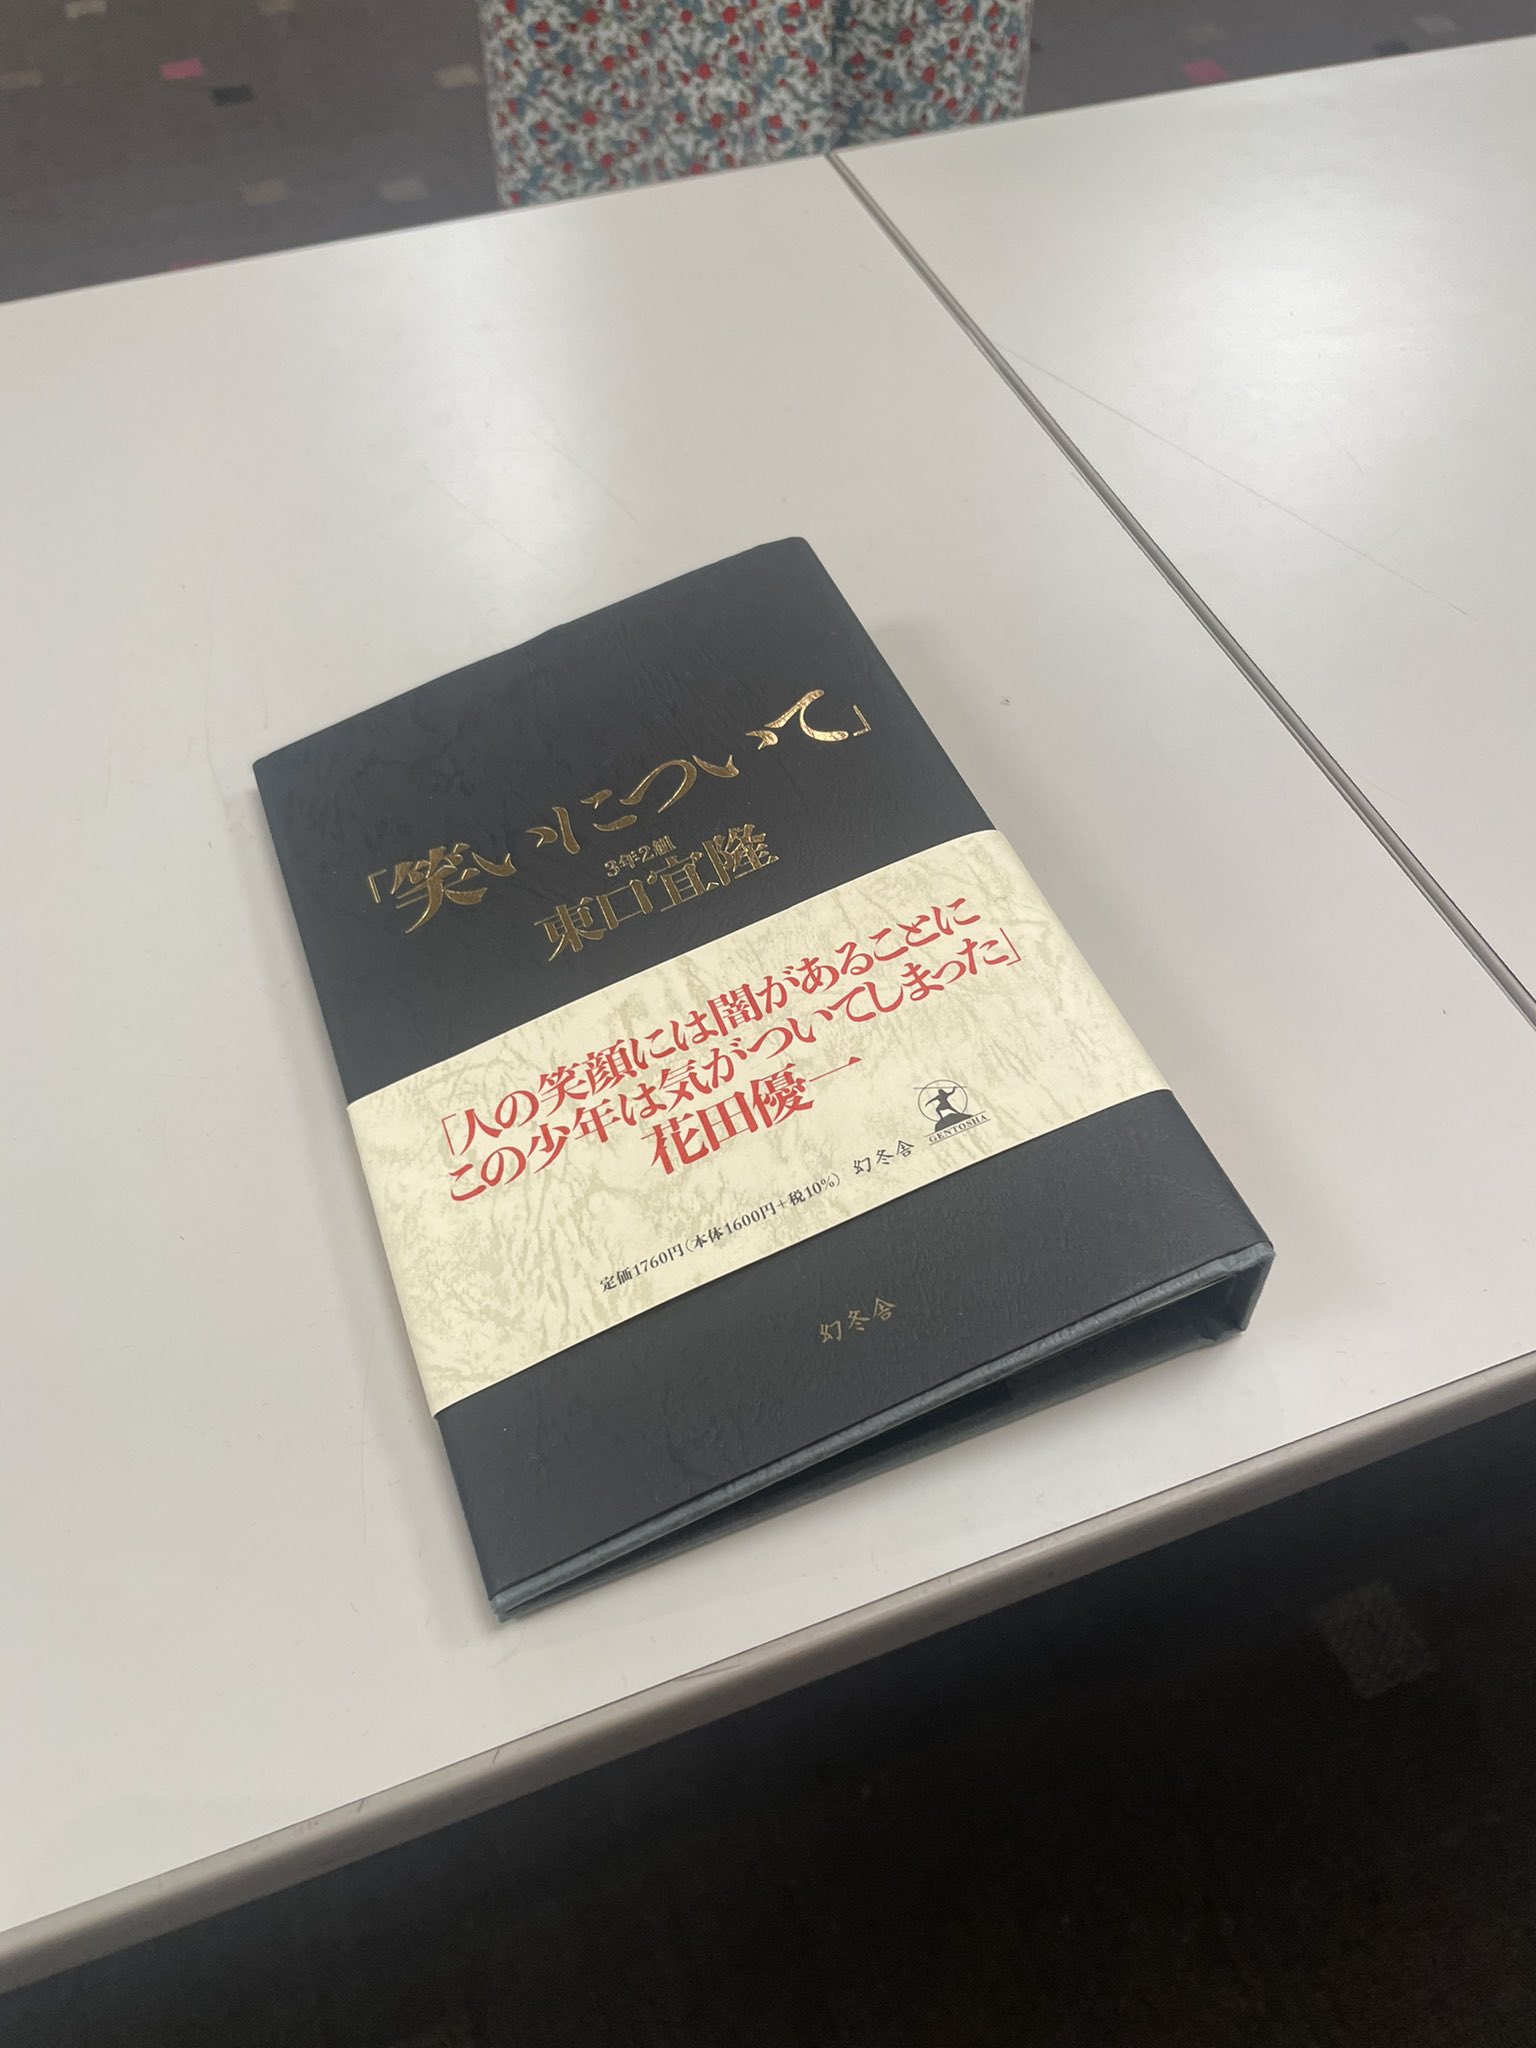 「笑いについて」
3年2組
東口宜隆
「人の笑顔には闇があることに
この少年は気がついてしまった」
花田優一
定価1760円(本体1600円+税10%) 幻冬舎
GENTOSHA
幻冬舎